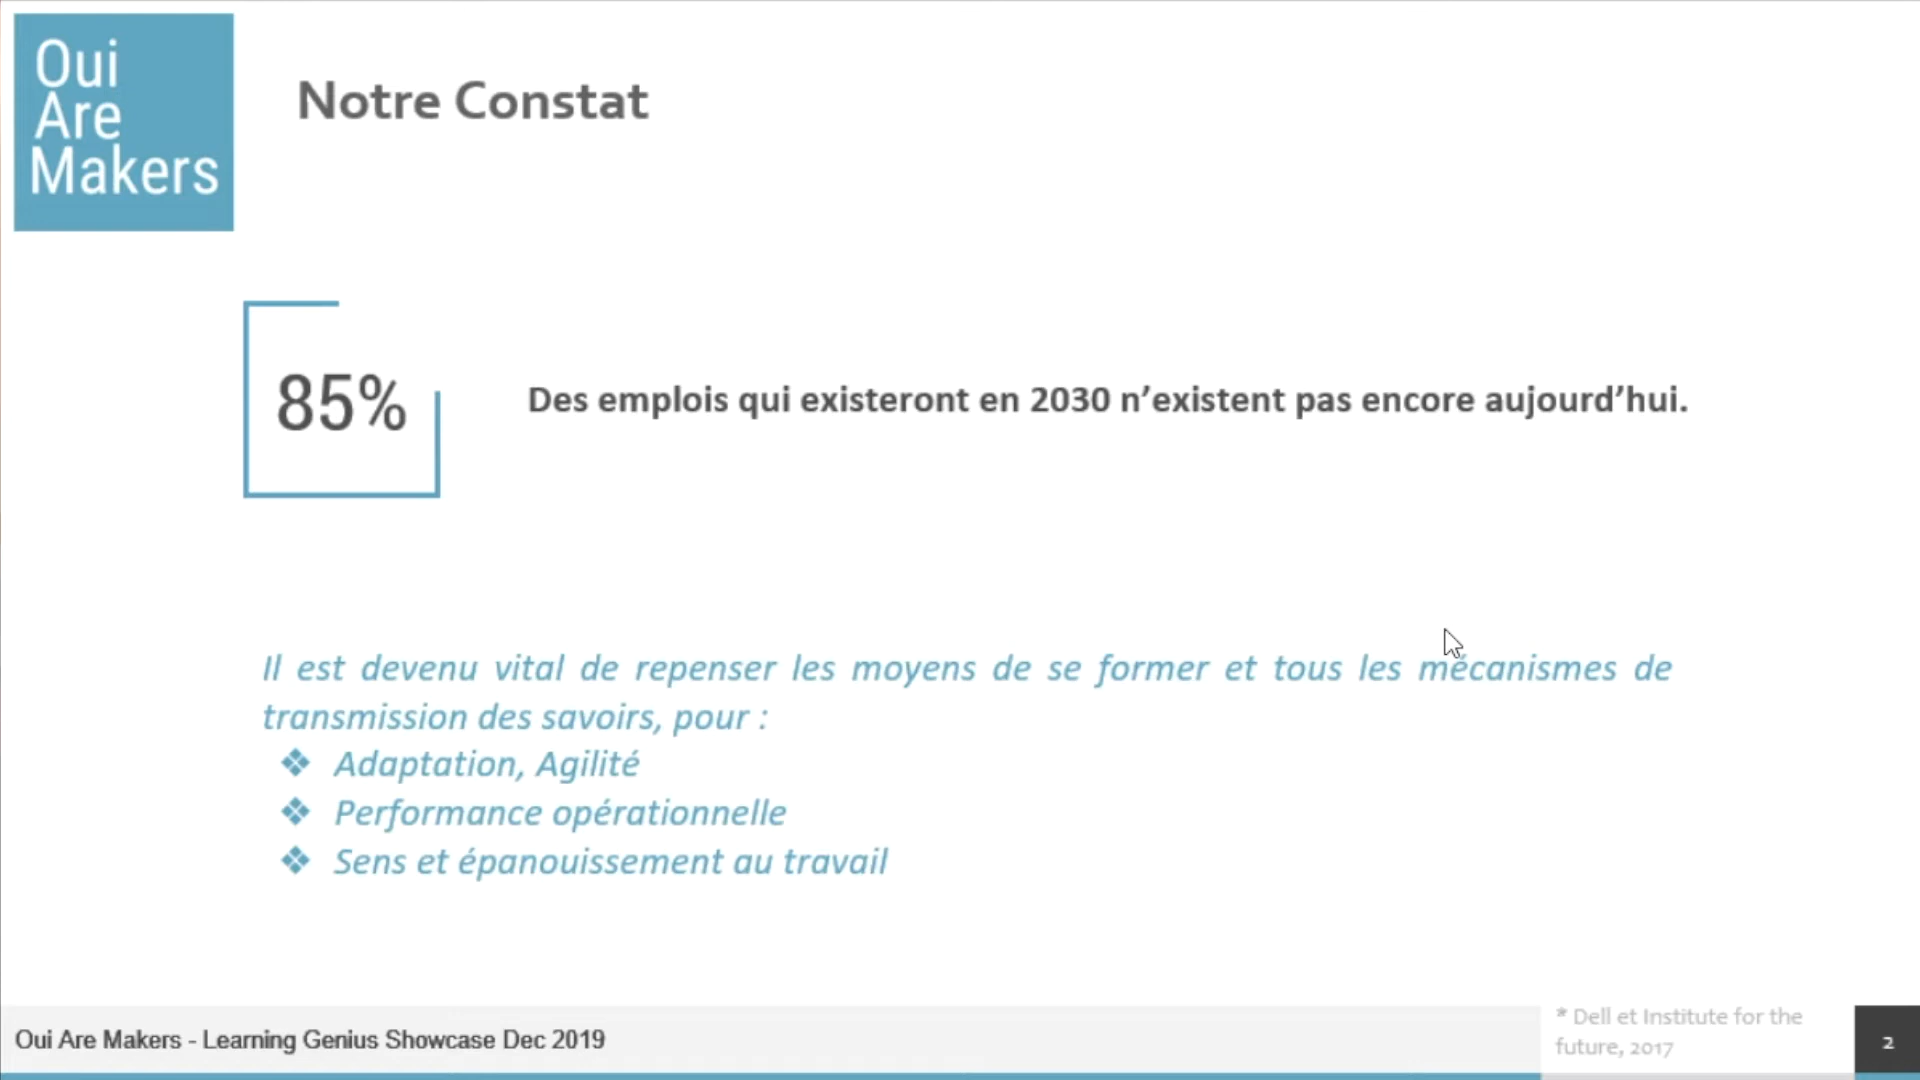 Oui
Are
Makers
Notre Constat
85%
Des emplois qui existeront en 2030 n’existent pas encore aujourd’hui.
Il est devenu vital de repenser les moyens de se former et tous les mécanismes de
transmission des savoirs, pour :
❖ Adaptation, Agilité
❖ Performance opérationnelle
❖ Sens et épanouissement au travail
Oui Are Makers - Learning Genius Showcase Dec 2019
* Dell et Institute for the
future, 2017
2